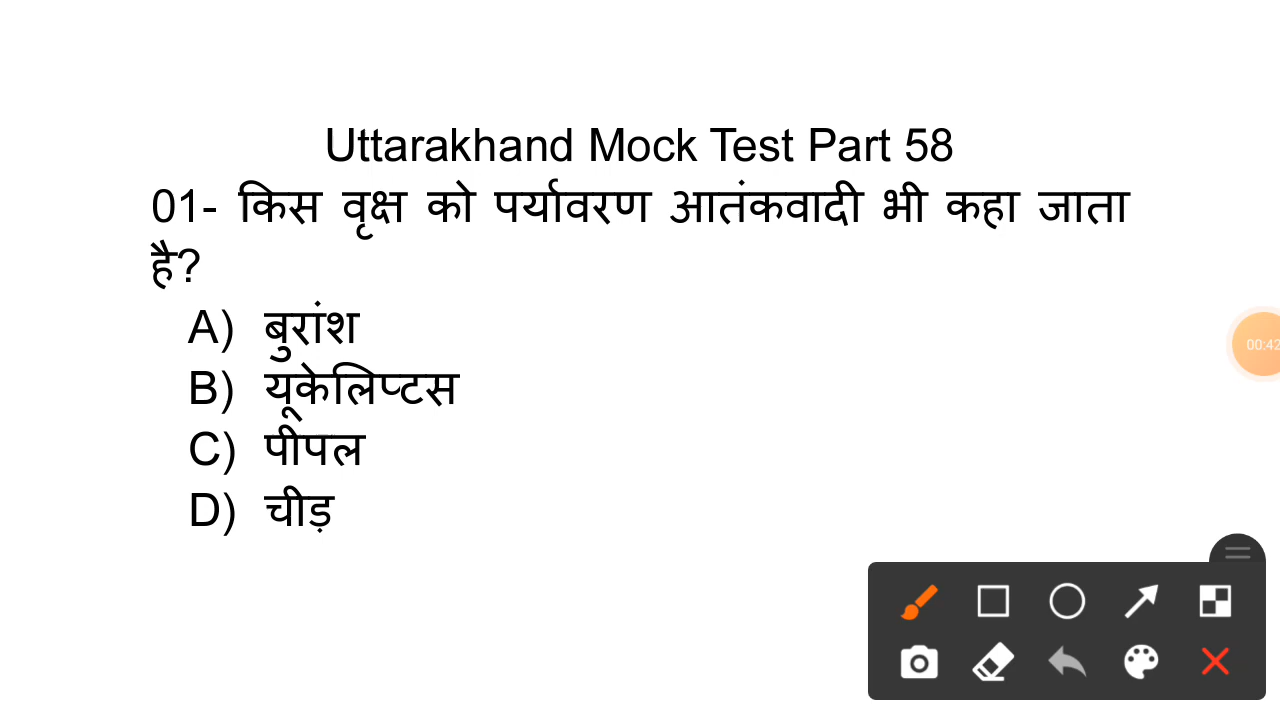 Uttarakhand Mock Test Part 58
01- किस वृक्ष को पर्यावरण आतंकवादी भी कहा जाता
है?
A) बुरांश
B) यूकेलिप्टस
C) पीपल
D) चीड़
00:42